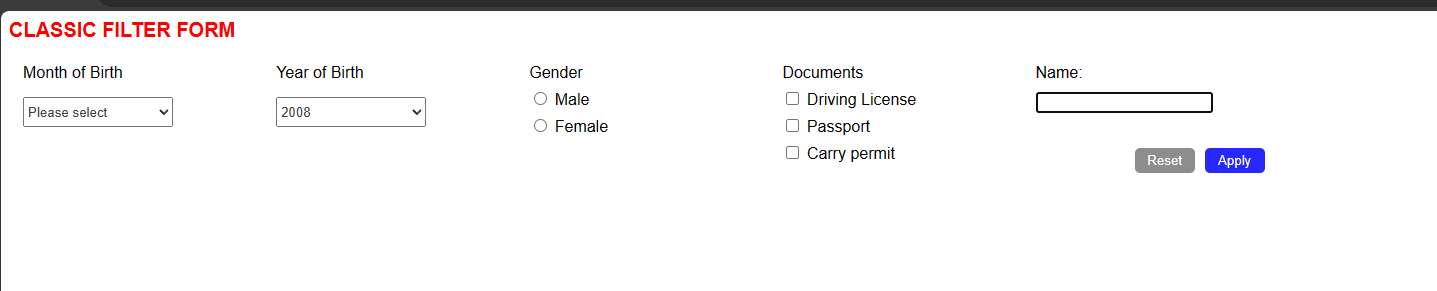 CLASSIC FILTER FORM
Month of Birth
Please select
Year of Birth
2008
Gender
Male
Female
Documents
Driving License
Passport
Carry permit
Name:
Reset
Apply